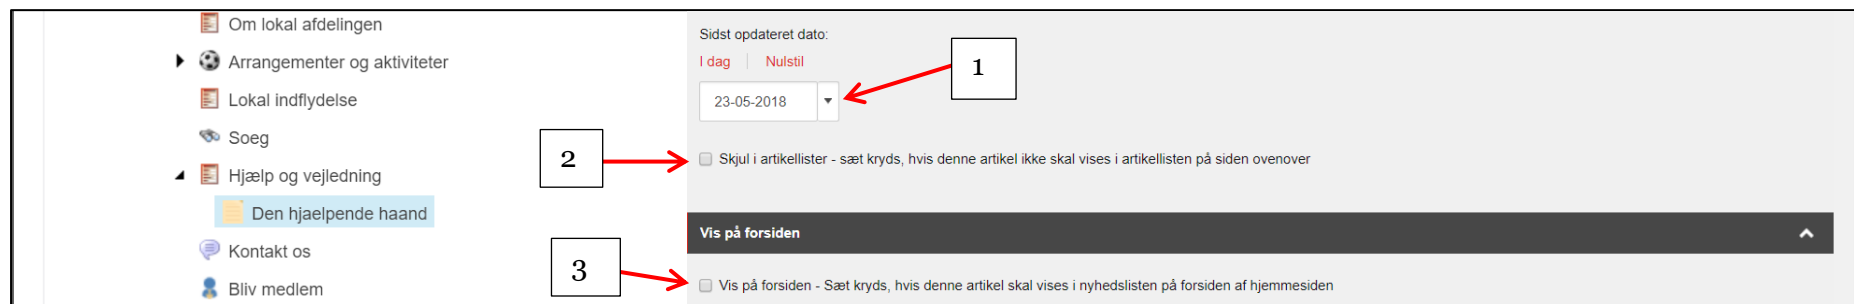 Om lokal afdelingen
Arrangementer og aktiviteter
Lokal indflydelse
Soeg
Hjælp og vejledning
Den hjaelpende haand
Kontakt os
Bliv medlem
Sidst opdateret dato:
I dag Nulstil
23-05-2018
1
2
Skjul i artikellister - sæt kryds, hvis denne artikel ikke skal vises i artikellisten på siden ovenover
Vis på forsiden
3
Vis på forsiden - Sæt kryds, hvis denne artikel skal vises i nyhedslisten på forsiden af hjemmesiden